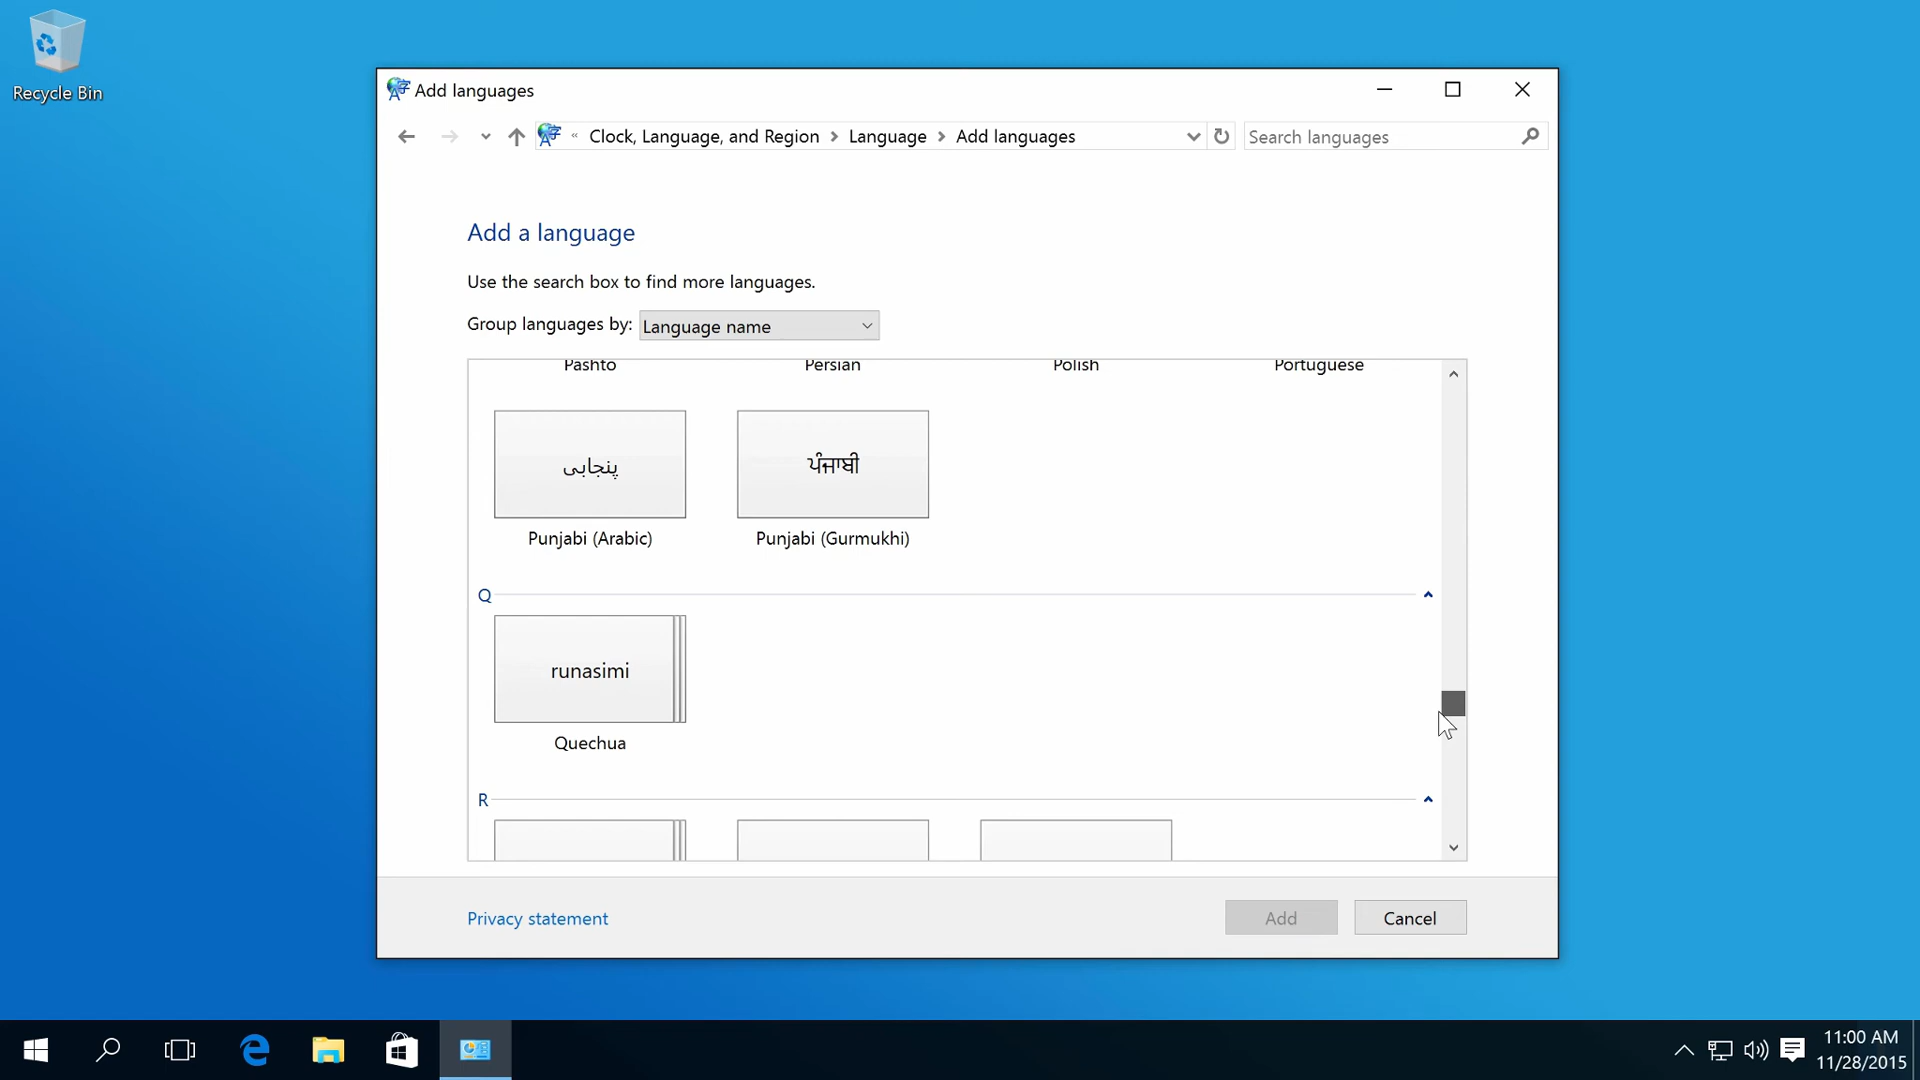 Recycle Bin
Add languages
« Clock, Language, and Region > Language > Add languages
Search languages
Add a language
Use the search box to find more languages.
Group languages by: Language name
Pashto Persian Polish Portuguese
پنجابی ਪੰਜਾਬੀ
Punjabi (Arabic) Punjabi (Gurmukhi)
Q
runasimi
Quechua
R
Privacy statement Add Cancel
11:00 AM
11/28/2015